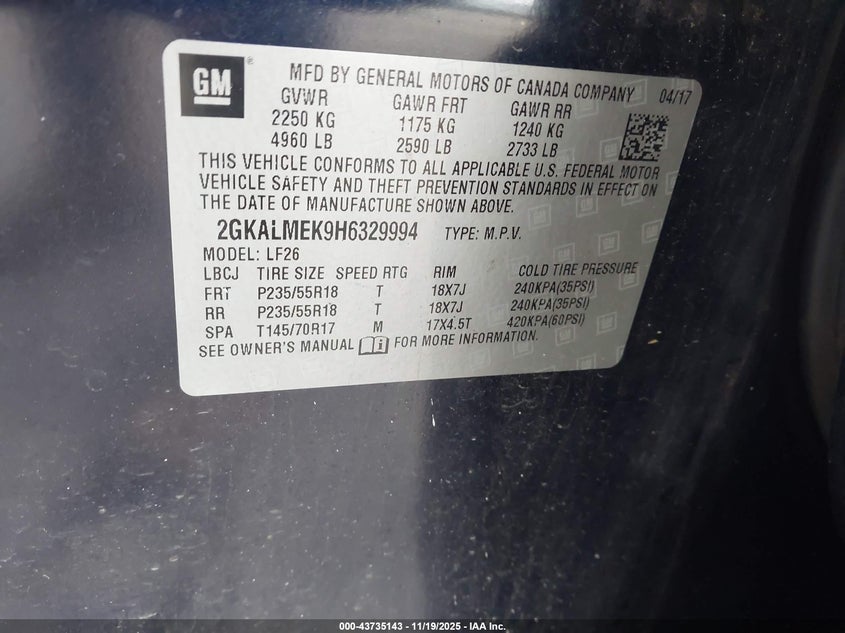 GM ®
MFD BY GENERAL MOTORS OF CANADA COMPANY 04/17
GVWR GAWR FRT GAWR RR
2250 KG 1175 KG 1240 KG
4960 LB 2590 LB 2733 LB
THIS VEHICLE CONFORMS TO ALL APPLICABLE U.S. FEDERAL MOTOR
VEHICLE SAFETY AND THEFT PREVENTION STANDARDS IN EFFECT ON
THE DATE OF MANUFACTURE SHOWN ABOVE.
2GKALMEK9H6329994 TYPE: M.P.V.
MODEL: LF26
LBCJ TIRE SIZE SPEED RTG RIM COLD TIRE PRESSURE
FRT P235/55R18 T 18X7J 240KPA(35PSI)
RR P235/55R18 T 18X7J 240KPA(35PSI)
SPA T145/70R17 M 17X4.5T 420KPA(60PSI)
SEE OWNER'S MANUAL FOR MORE INFORMATION.
000-43735143 - 11/19/2025 - IAA Inc.